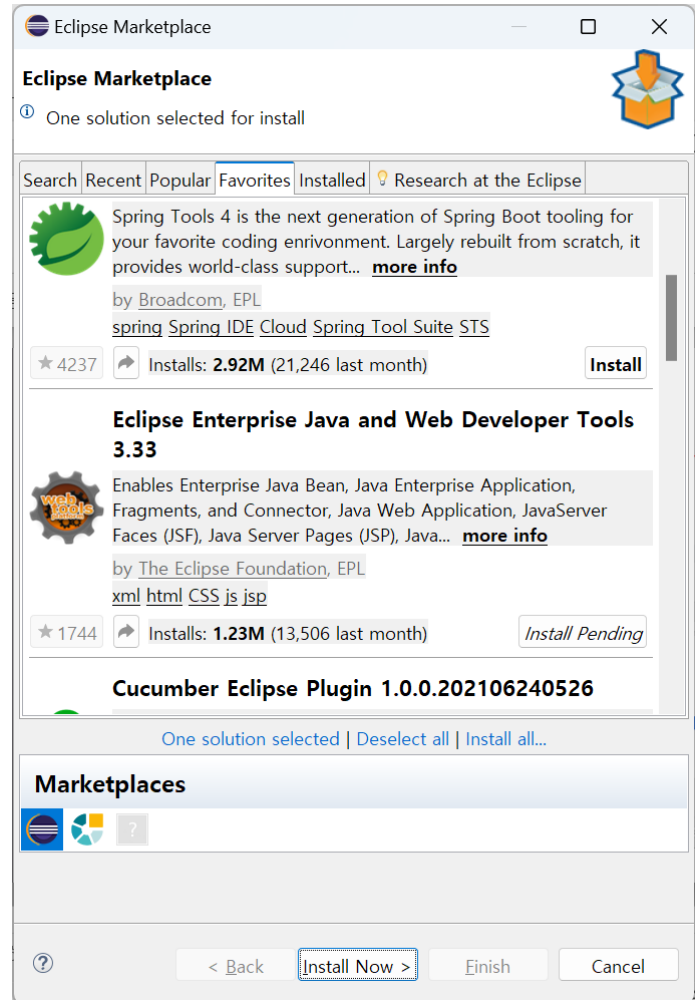 Eclipse Marketplace
Eclipse Marketplace
One solution selected for install
Search Recent Popular Favorites Installed Research at the Eclipse
Spring Tools 4 is the next generation of Spring Boot tooling for
your favorite coding enrivonment. Largely rebuilt from scratch, it
provides world-class support... more info
by Broadcom, EPL
spring Spring IDE Cloud Spring Tool Suite STS
4237 Installs: 2.92M (21,246 last month) Install
Eclipse Enterprise Java and Web Developer Tools
3.33
web
tools
Enables Enterprise Java Bean, Java Enterprise Application,
Fragments, and Connector, Java Web Application, JavaServer
Faces (JSF), Java Server Pages (JSP), Java... more info
by The Eclipse Foundation, EPL
xml html CSS js jsp
1744 Installs: 1.23M (13,506 last month) Install Pending
Cucumber Eclipse Plugin 1.0.0.202106240526
One solution selected | Deselect all | Install all...
Marketplaces
?
? < Back Install Now > Finish Cancel